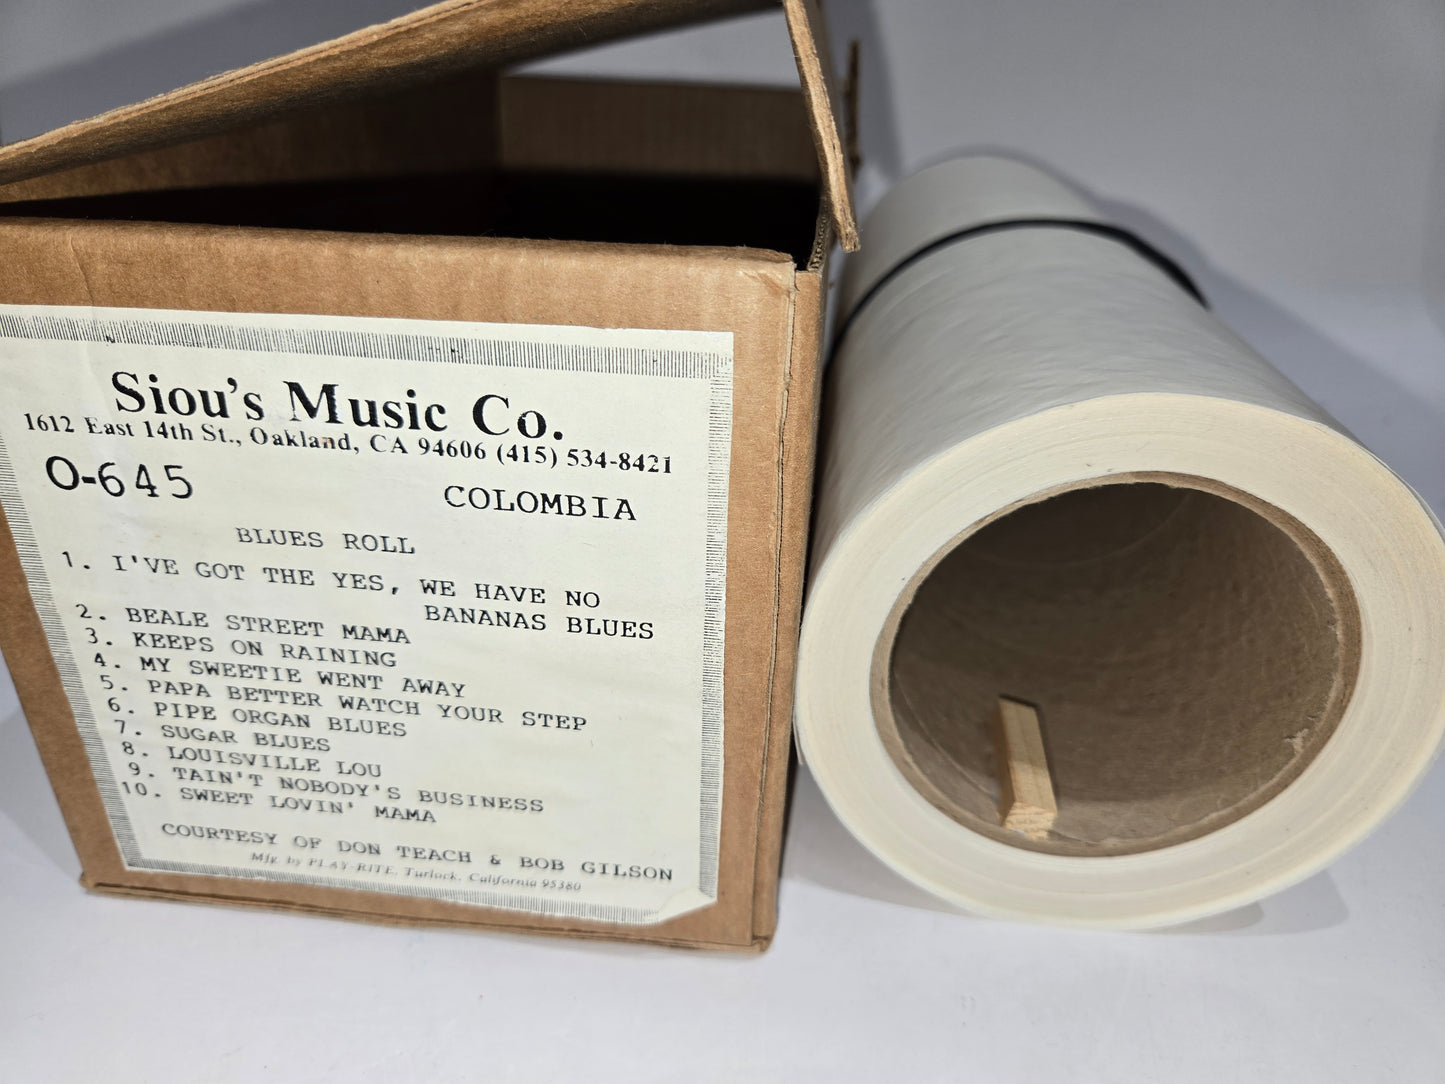 Siou's Music Co.
1612 East 14th St., Oakland, CA 94606 (415) 534-8421
O-645
COLOMBIA
BLUES ROLL
1. I'VE GOT THE YES, WE HAVE NO
BANANAS BLUES
2. BEALE STREET MAMA
3. KEEPS ON RAINING
4. MY SWEETIE WENT AWAY
5. PAPA BETTER WATCH YOUR STEP
6. PIPE ORGAN BLUES
7. SUGAR BLUES
8. LOUISVILLE LOU
9. TAIN'T NOBODY'S BUSINESS
10. SWEET LOVIN' MAMA
COURTESY OF DON TEACH & BOB GILSON
Mfg. by PLAY-RITE, Turlock, California 95380